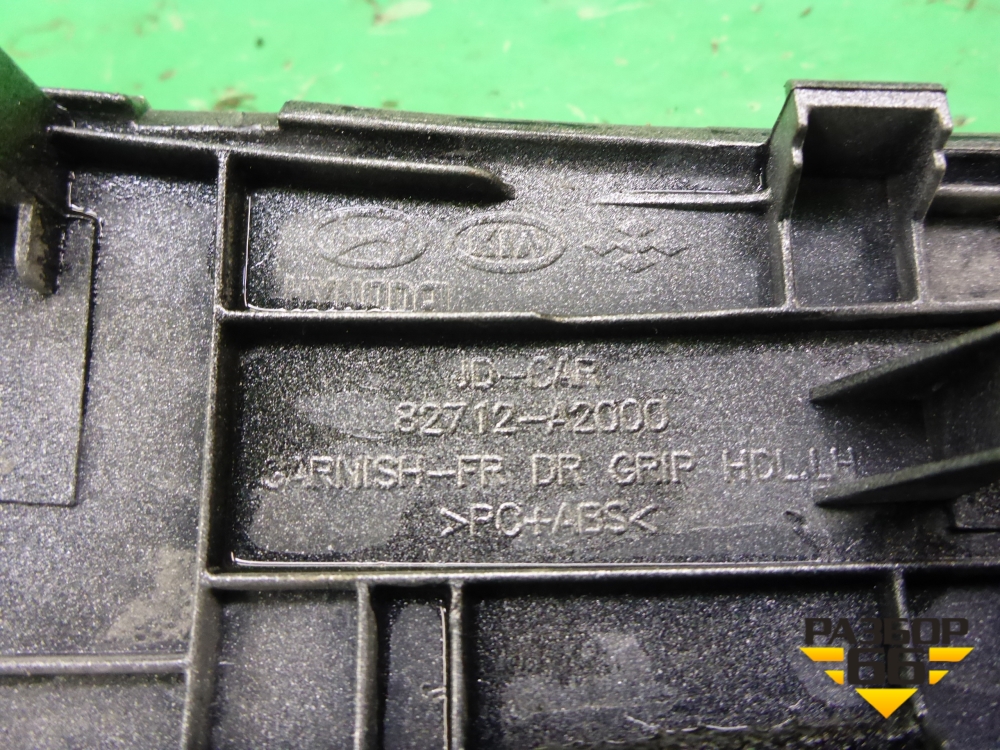 KIA
HYUNDAI
JD-CAR
82712-A2000
GARNISH-FR DR GRIP HDL.LH
>PC+ABS<
РАЗБОР
66